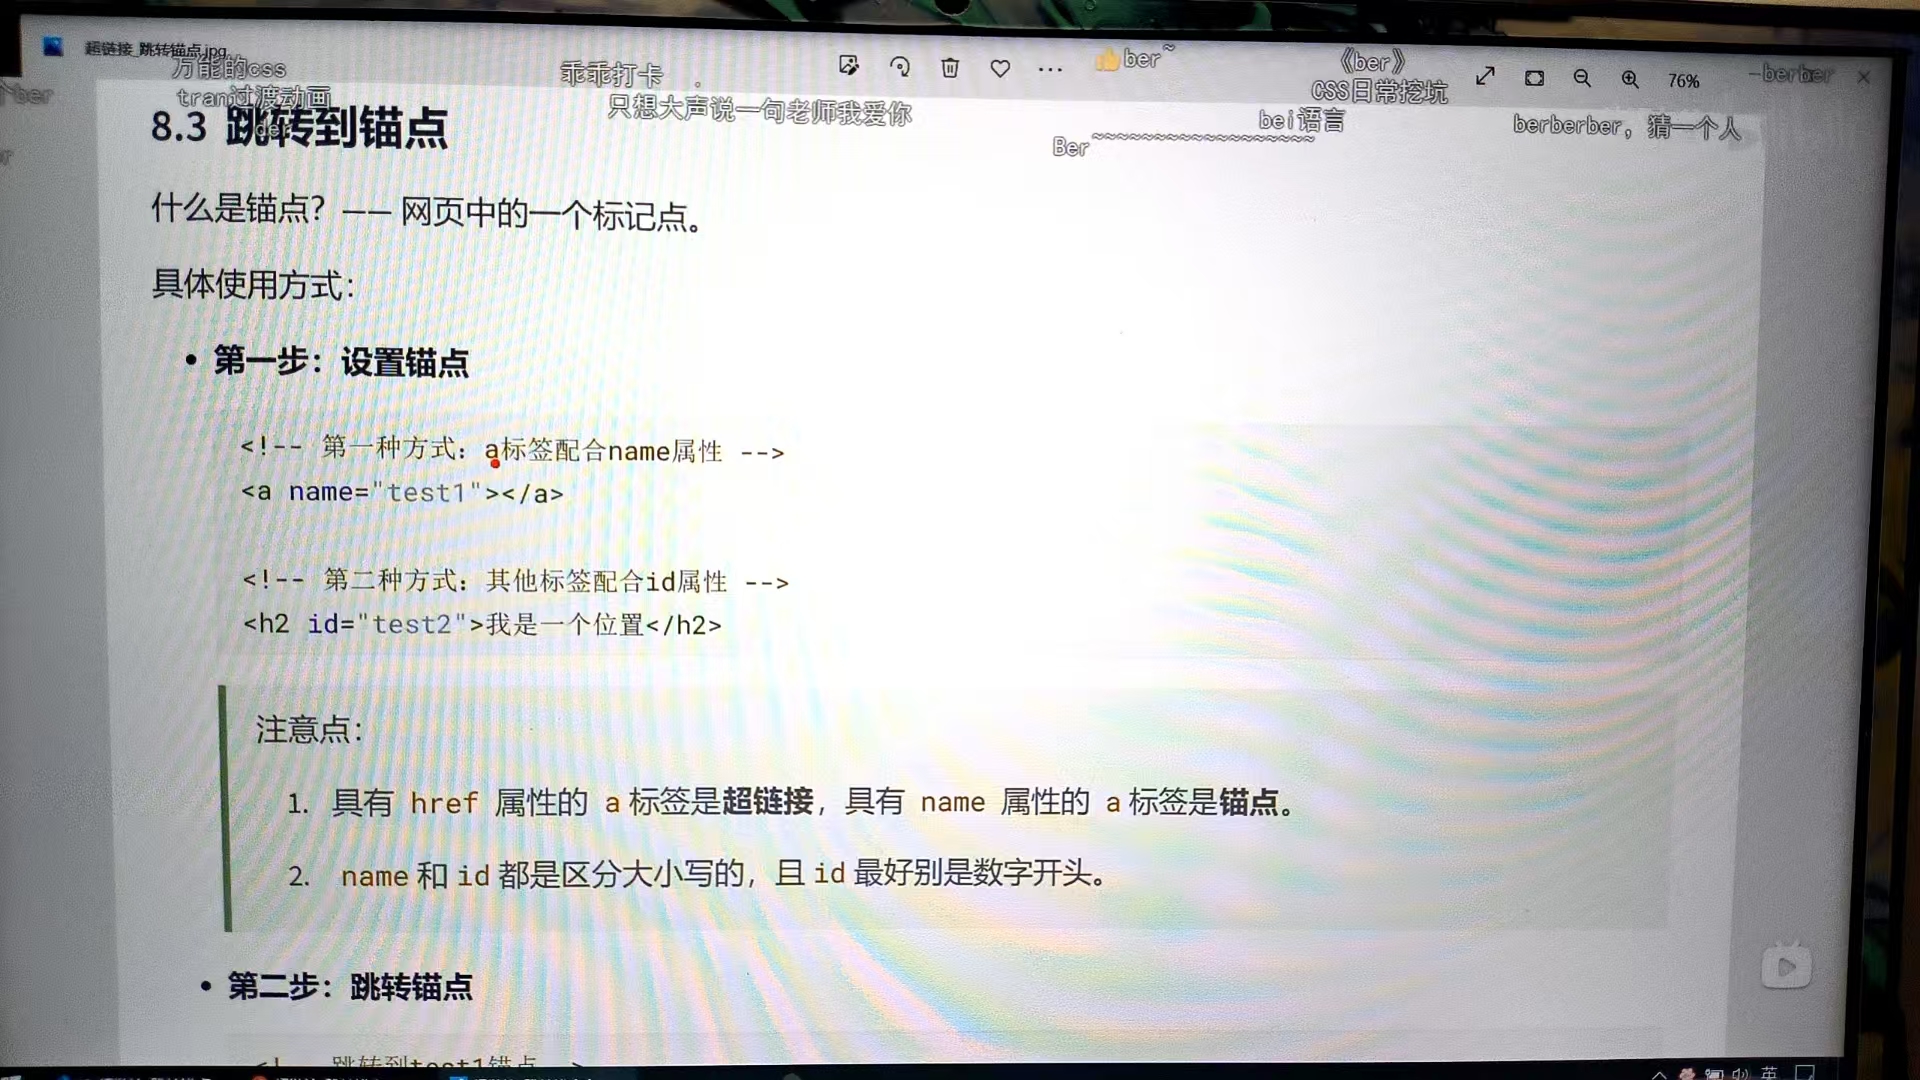 超链接_跳转锚点.jpg
万能的css
乖乖打卡
ber~
《ber》
76%
berber
个ber
tran过渡动画
只想大声说一句老师我爱你
CSS日常挖坑
bei语言
berberber，猜一个人
der
Ber~~~~~~~~~~~~~~~~~~
8.3 跳转到锚点
什么是锚点？—— 网页中的一个标记点。
具体使用方式：
• 第一步：设置锚点
<!-- 第一种方式：a标签配合name属性 -->
<a name="test1"></a>
<!-- 第二种方式：其他标签配合id属性 -->
<h2 id="test2">我是一个位置</h2>
注意点：
1. 具有 href 属性的 a 标签是超链接，具有 name 属性的 a 标签是锚点。
2. name 和 id 都是区分大小写的，且 id 最好别是数字开头。
• 第二步：跳转锚点
<!-- 跳转到test1锚点 -->
英